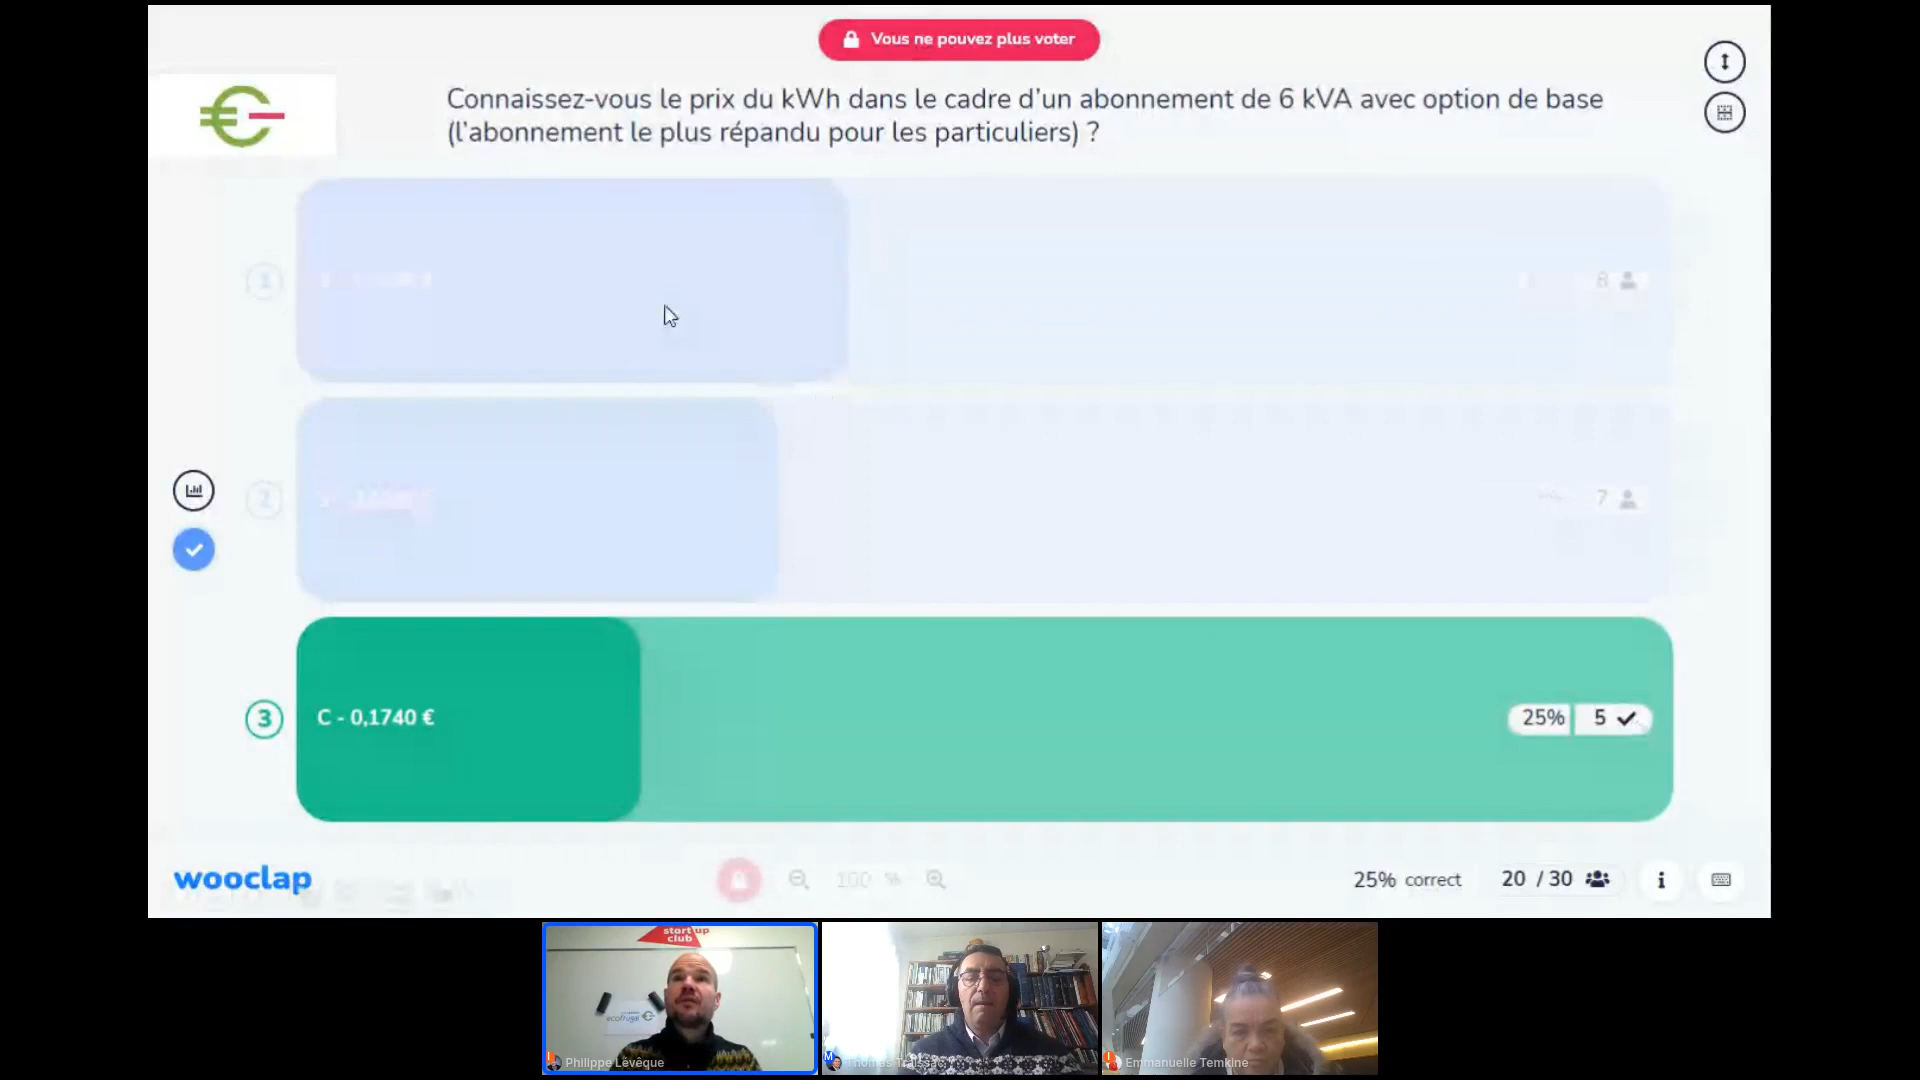 Vous ne pouvez plus voter
Connaissez-vous le prix du kWh dans le cadre d’un abonnement de 6 kVA avec option de base
(l’abonnement le plus répandu pour les particuliers) ?
1
8
2
7
3
C - 0,1740 €
25%
5
wooclap
100 %
25% correct
20 / 30
start up
club
ecofrugal
Philippe Lévêque
Emmanuelle Temkine